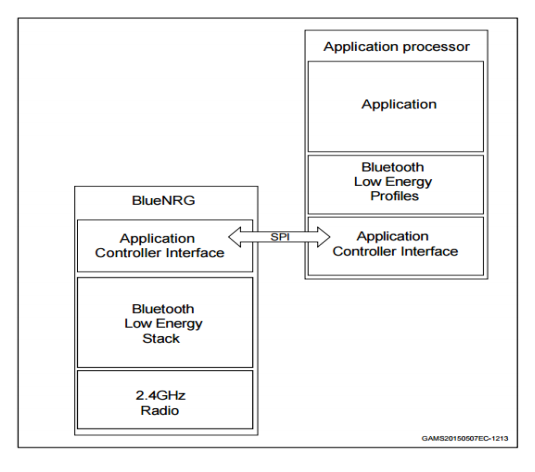 Application processor
Application
Bluetooth
Low Energy
Profiles
Application
Controller Interface
BlueNRG
Application
Controller Interface
SPI
Bluetooth
Low Energy
Stack
2.4GHz
Radio
GAMS20150507EC-1213